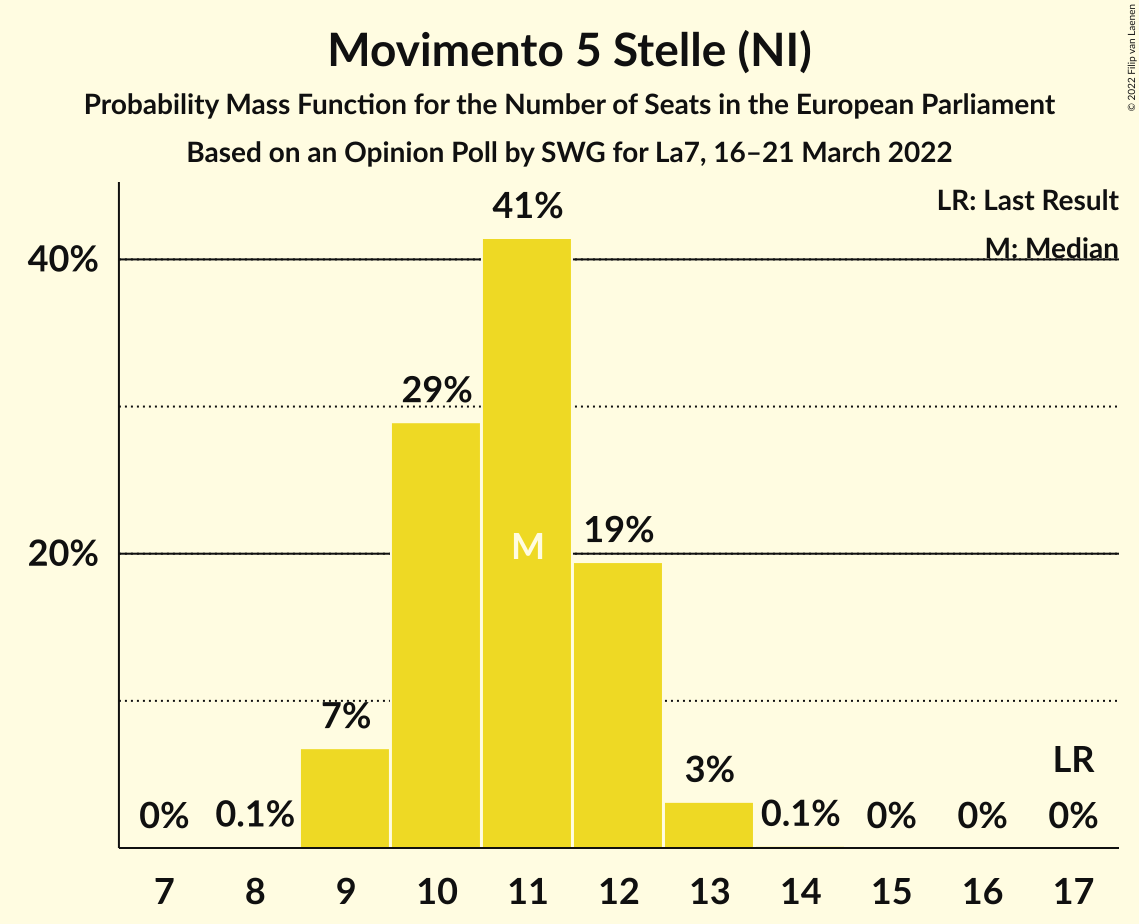 Movimento 5 Stelle (NI)
Probability Mass Function for the Number of Seats in the European Parliament
Based on an Opinion Poll by SWG for La7, 16–21 March 2022
© 2022 Filip van Laenen
LR: Last Result
M: Median
40%
20%
0%
0.1%
7%
29%
41%
M
19%
3%
0.1%
0%
0%
LR
0%
7 8 9 10 11 12 13 14 15 16 17